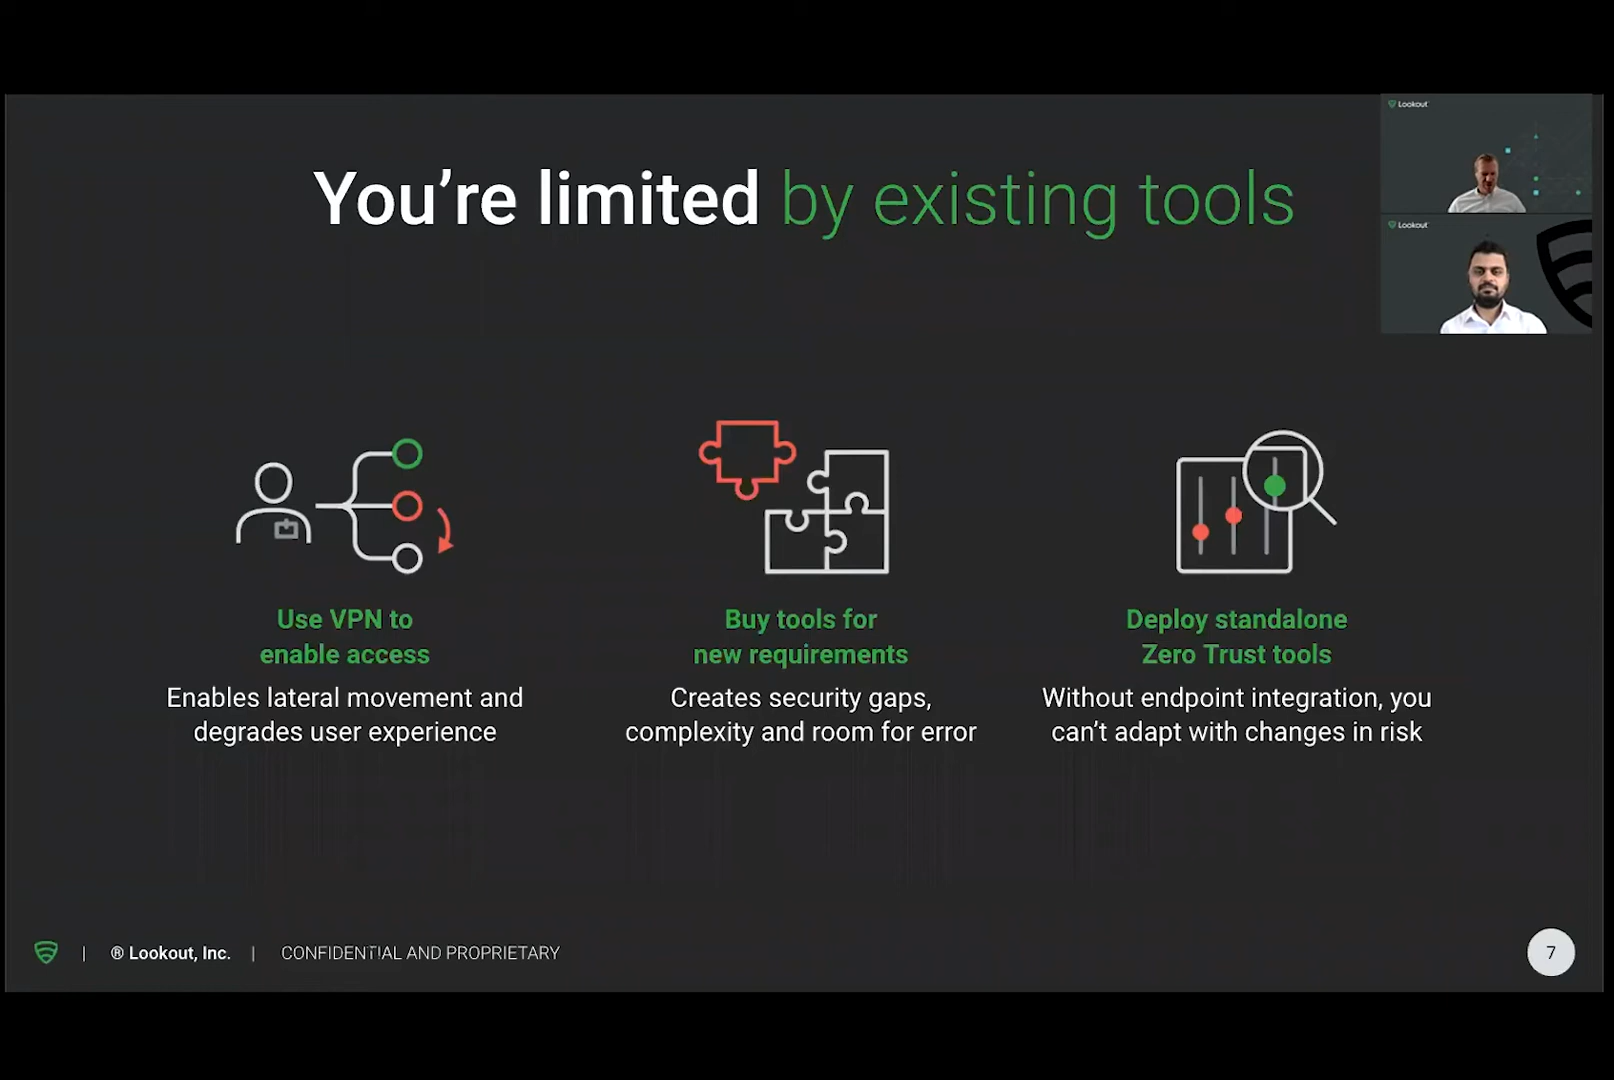 Lookout
You’re limited by existing tools
Lookout
Use VPN to
enable access
Enables lateral movement and
degrades user experience
Buy tools for
new requirements
Creates security gaps,
complexity and room for error
Deploy standalone
Zero Trust tools
Without endpoint integration, you
can’t adapt with changes in risk
| ® Lookout, Inc. | CONFIDENTIAL AND PROPRIETARY
7